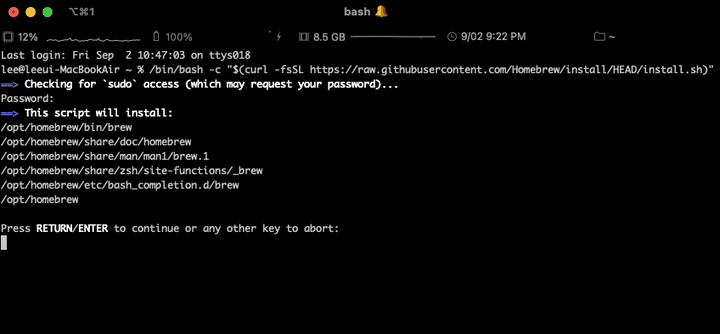 ⌥⌘1 bash 🔔
12% 100% 8.5 GB 9/02 9:22 PM ~
Last login: Fri Sep  2 10:47:03 on ttys018
lee@leeui-MacBookAir ~ % /bin/bash -c "$(curl -fsSL https://raw.githubusercontent.com/Homebrew/install/HEAD/install.sh)"
==> Checking for `sudo` access (which may request your password)...
Password:
==> This script will install:
/opt/homebrew/bin/brew
/opt/homebrew/share/doc/homebrew
/opt/homebrew/share/man/man1/brew.1
/opt/homebrew/share/zsh/site-functions/_brew
/opt/homebrew/etc/bash_completion.d/brew
/opt/homebrew
Press RETURN/ENTER to continue or any other key to abort: